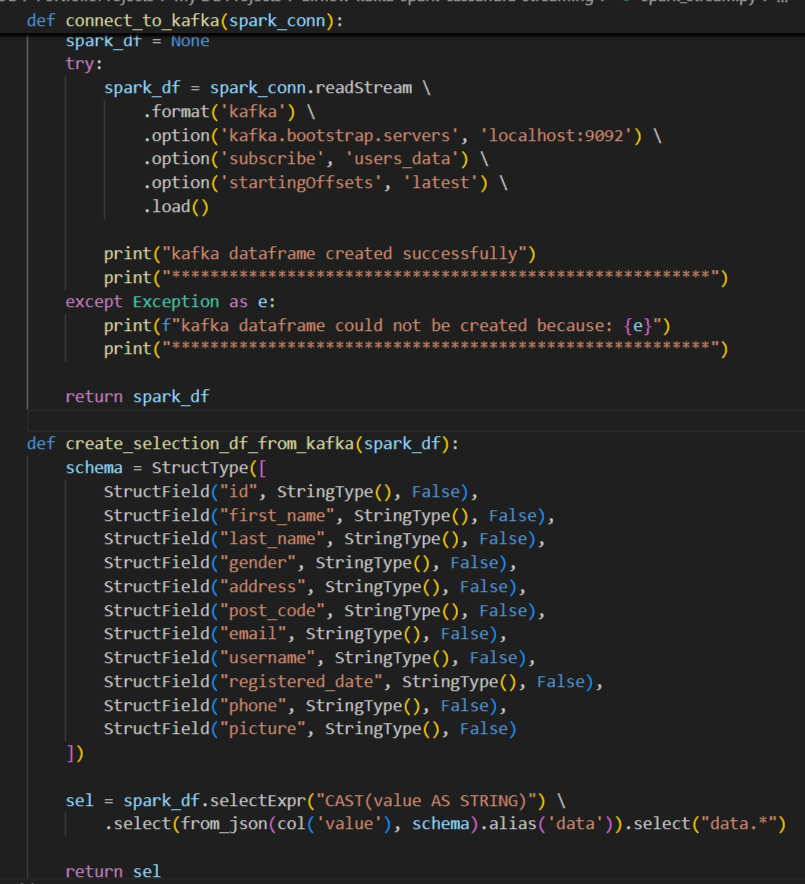 def connect_to_kafka(spark_conn):
    spark_df = None
    try:
        spark_df = spark_conn.readStream \
            .format('kafka') \
            .option('kafka.bootstrap.servers', 'localhost:9092') \
            .option('subscribe', 'users_data') \
            .option('startingOffsets', 'latest') \
            .load()

        print("kafka dataframe created successfully")
        print("********************************************************")
    except Exception as e:
        print(f"kafka dataframe could not be created because: {e}")
        print("********************************************************")

    return spark_df

def create_selection_df_from_kafka(spark_df):
    schema = StructType([
        StructField("id", StringType(), False),
        StructField("first_name", StringType(), False),
        StructField("last_name", StringType(), False),
        StructField("gender", StringType(), False),
        StructField("address", StringType(), False),
        StructField("post_code", StringType(), False),
        StructField("email", StringType(), False),
        StructField("username", StringType(), False),
        StructField("registered_date", StringType(), False),
        StructField("phone", StringType(), False),
        StructField("picture", StringType(), False)
    ])

    sel = spark_df.selectExpr("CAST(value AS STRING)") \
        .select(from_json(col('value'), schema).alias('data')).select("data.*")

    return sel